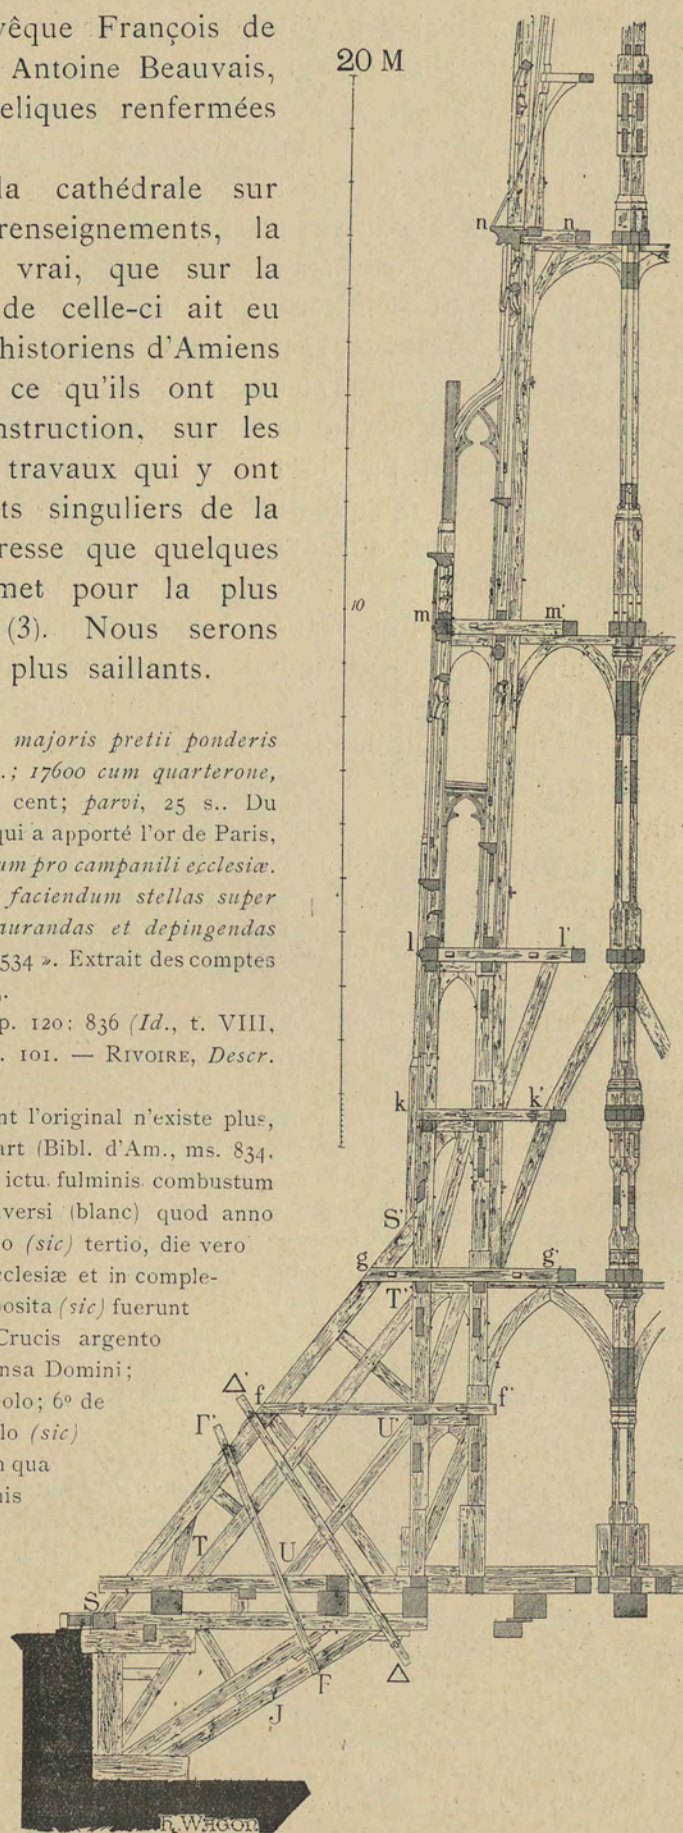 vêque François de
Antoine Beauvais,
eliques renfermées
la cathédrale sur
renseignements, la
vrai, que sur la
de celle-ci ait eu
historiens d'Amiens
ce qu'ils ont pu
nstruction, sur les
travaux qui y ont
ts singuliers de la
resse que quelques
met pour la plus
(3). Nous serons
plus saillants.
majoris pretii ponderis
.; 17600 cum quarterone,
cent; parvi, 25 s.. Du
qui a apporté l'or de Paris,
um pro campanili ecclesiæ.
faciendum stellas super
aurandas et depingendas
534 ». Extrait des comptes
p. 120; 836 (Id., t. VIII,
. 101. — RIVOIRE, Descr.
nt l'original n'existe plus,
art (Bibl. d'Am., ms. 834.
ictu fulminis combustum
versi (blanc) quod anno
o (sic) tertio, die vero
cclesiæ et in comple-
osita (sic) fuerunt
Crucis argento
nsa Domini;
olo; 6º de
lo (sic)
n qua
nis
20 M
n n,
10
m m'
l l'
k k'
S'
g g'
T'
Δ' f f'
Γ' U'
T U
S
Γ Δ
J
H. WAGON